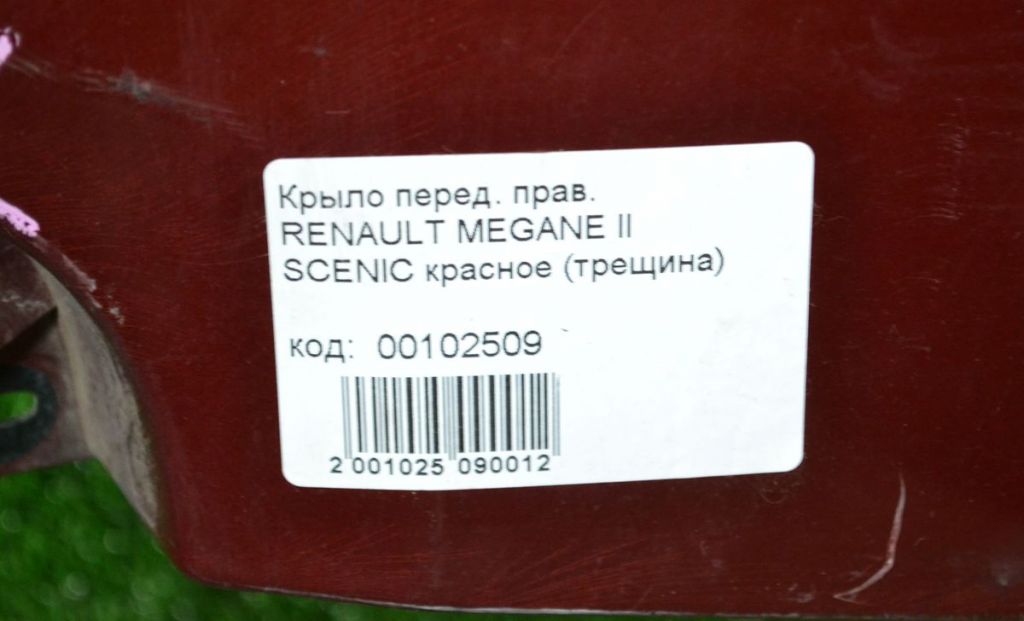 Крыло перед. прав.
RENAULT MEGANE II
SCENIC красное (трещина)
код: 00102509
2 001025 090012